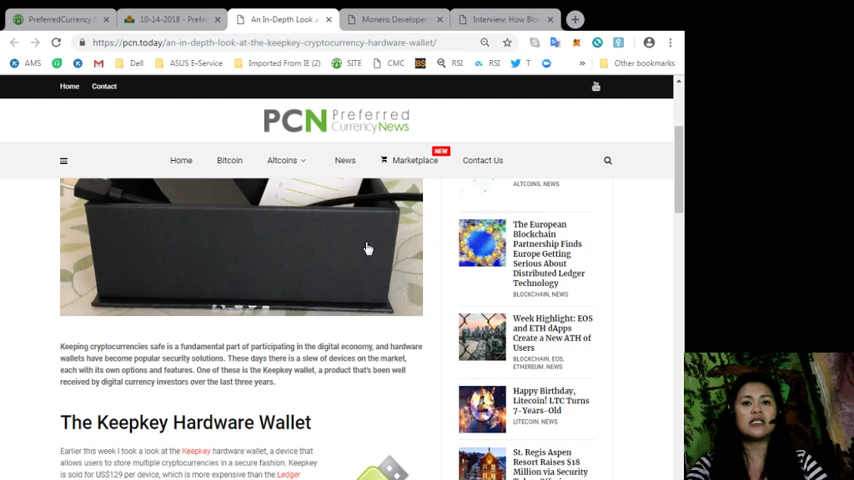 PreferredCurrency
10-14-2018 - Prefer
An In-Depth Look a
Monero Developer
Interview: How Blo
https://pcn.today/an-in-depth-look-at-the-keepkey-cryptocurrency-hardware-wallet/
AMS
M
Dell
ASUS E-Service
Imported From IE (2)
SITE
CMC
BS
RSI
RSI
T
»
Other bookmarks
Home
Contact
PCN Preferred
Currency News
NEW
Home
Bitcoin
Altcoins
News
Marketplace
Contact Us
ALTCOINS, NEWS
The European
Blockchain
Partnership Finds
Europe Getting
Serious About
Distributed Ledger
Technology
BLOCKCHAIN, NEWS
Week Highlight: EOS
and ETH dApps
Create a New ATH of
Users
BLOCKCHAIN, EOS,
ETHEREUM, NEWS
Happy Birthday,
Litecoin! LTC Turns
7-Years-Old
LITECOIN, NEWS
St. Regis Aspen
Resort Raises $18
Million via Security
Keeping cryptocurrencies safe is a fundamental part of participating in the digital economy, and hardware
wallets have become popular security solutions. These days there is a slew of devices on the market,
each with its own options and features. One of these is the Keepkey wallet, a product that's been well
received by digital currency investors over the last three years.
The Keepkey Hardware Wallet
Earlier this week I took a look at the Keepkey hardware wallet, a device that
allows users to store multiple cryptocurrencies in a secure fashion. Keepkey
is sold for US$129 per device, which is more expensive than the Ledger